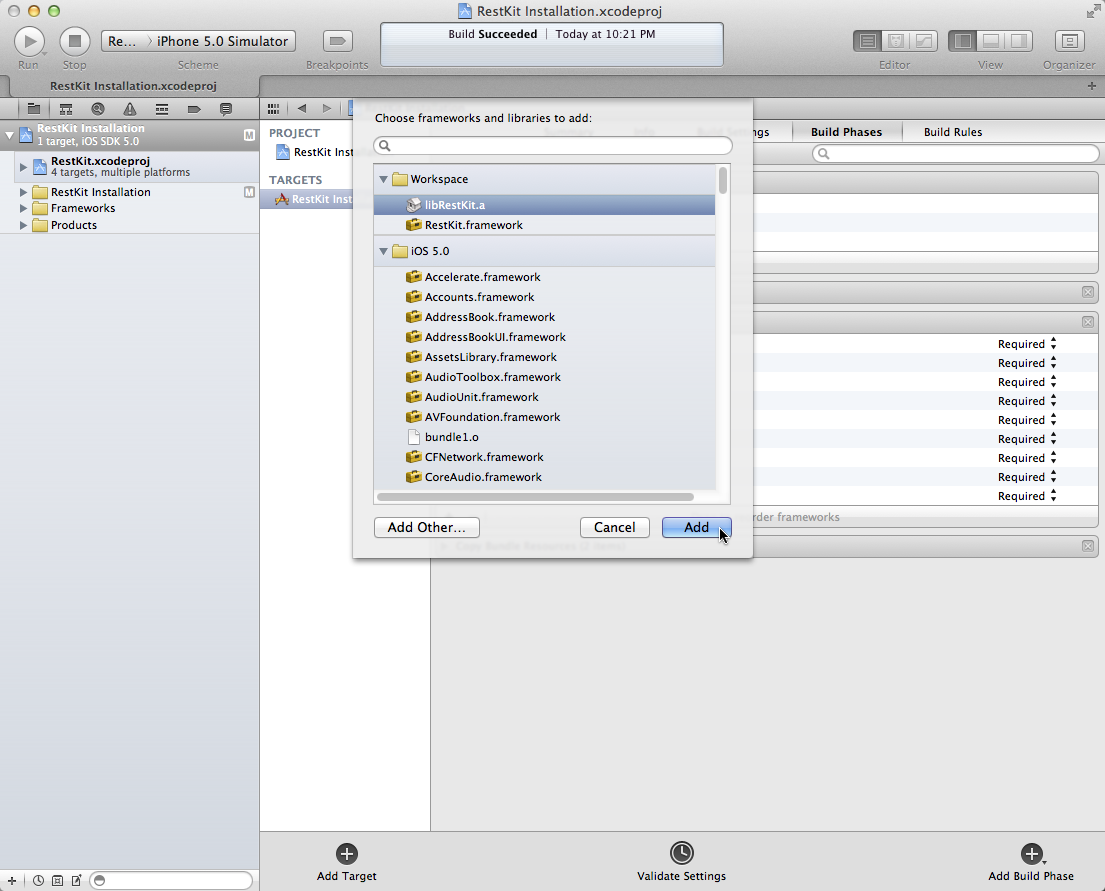 RestKit Installation.xcodeproj
Re... iPhone 5.0 Simulator
Build Succeeded | Today at 10:21 PM
Run Stop Scheme Breakpoints Editor View Organizer
RestKit Installation.xcodeproj
RestKit Installation
1 target, iOS SDK 5.0
M
RestKit.xcodeproj
4 targets, multiple platforms
RestKit Installation
M
Frameworks
Products
PROJECT
RestKit Inst
TARGETS
RestKit Inst
Build Phases
Build Rules
Choose frameworks and libraries to add:
Workspace
libRestKit.a
RestKit.framework
iOS 5.0
Accelerate.framework
Accounts.framework
AddressBook.framework
AddressBookUI.framework
AssetsLibrary.framework
AudioToolbox.framework
AudioUnit.framework
AVFoundation.framework
bundle1.o
CFNetwork.framework
CoreAudio.framework
Add Other...
Cancel
Add
Required
Required
Required
Required
Required
Required
Required
Required
Required
rder frameworks
Add Target
Validate Settings
Add Build Phase